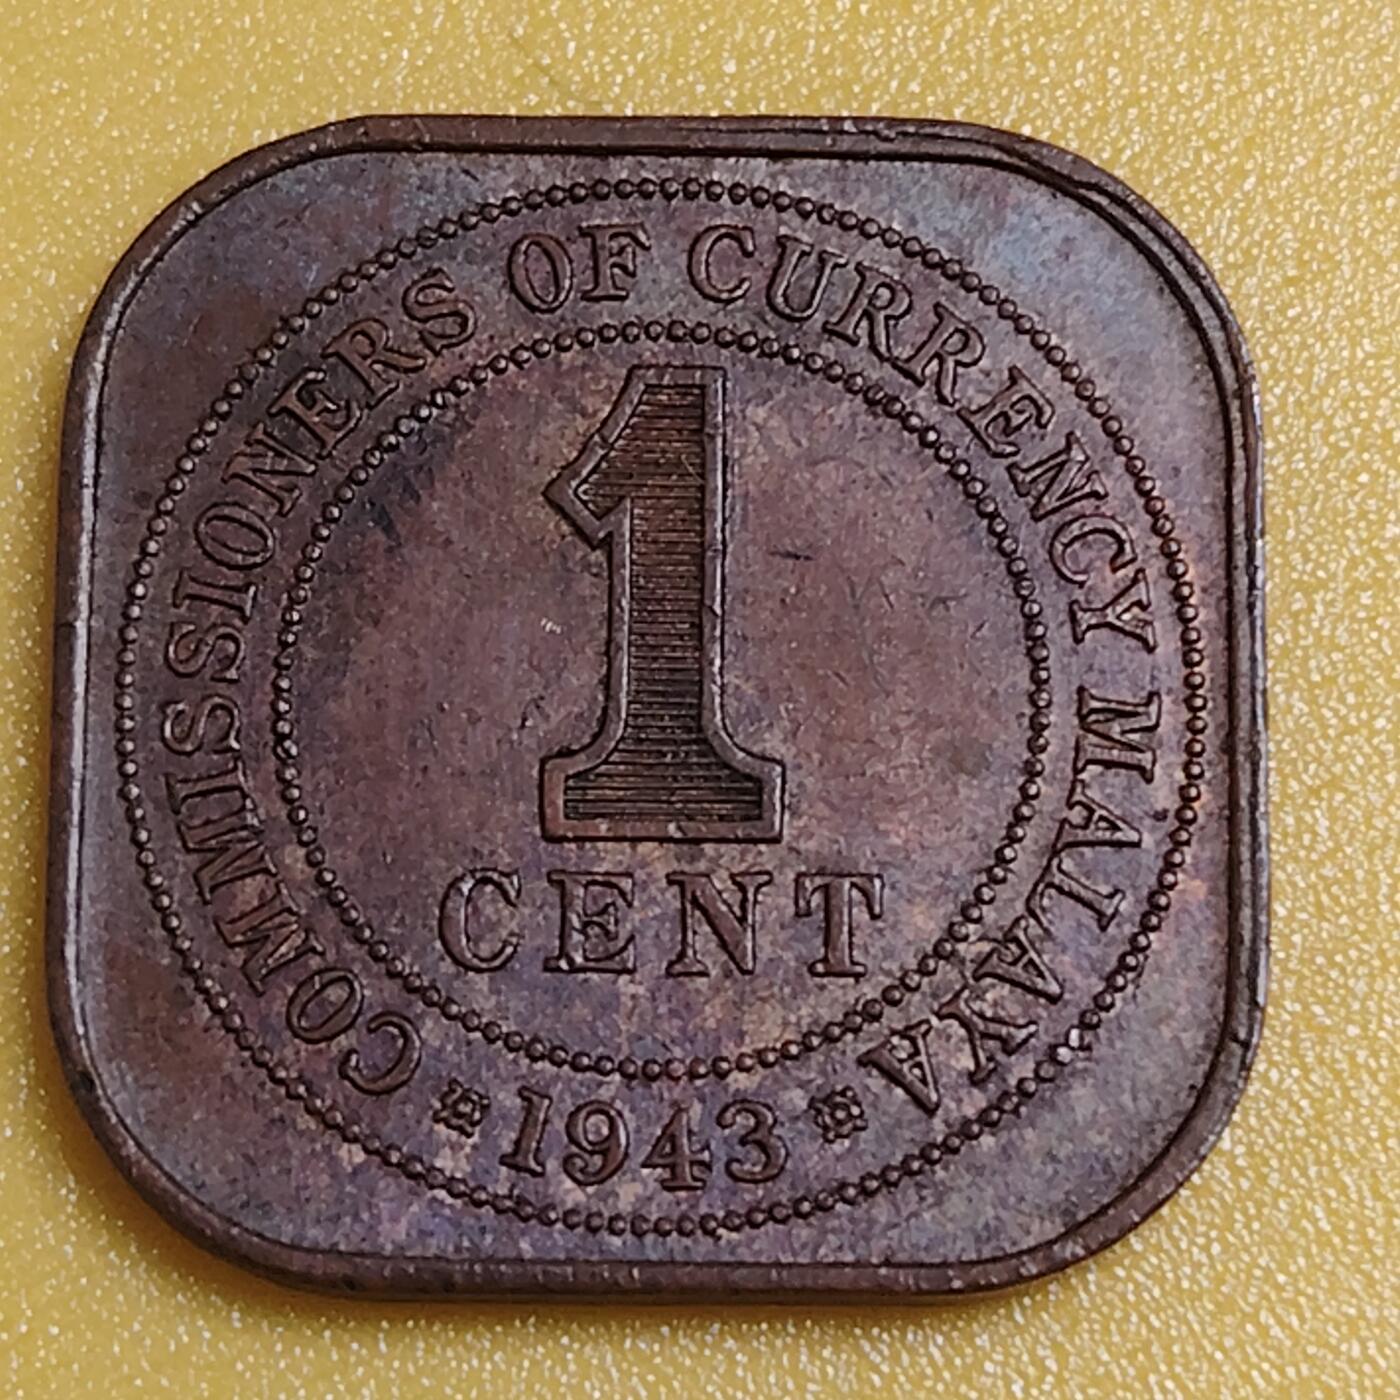 COMMISSIONERS OF CURRENCY MALAYA
1
CENT
1943